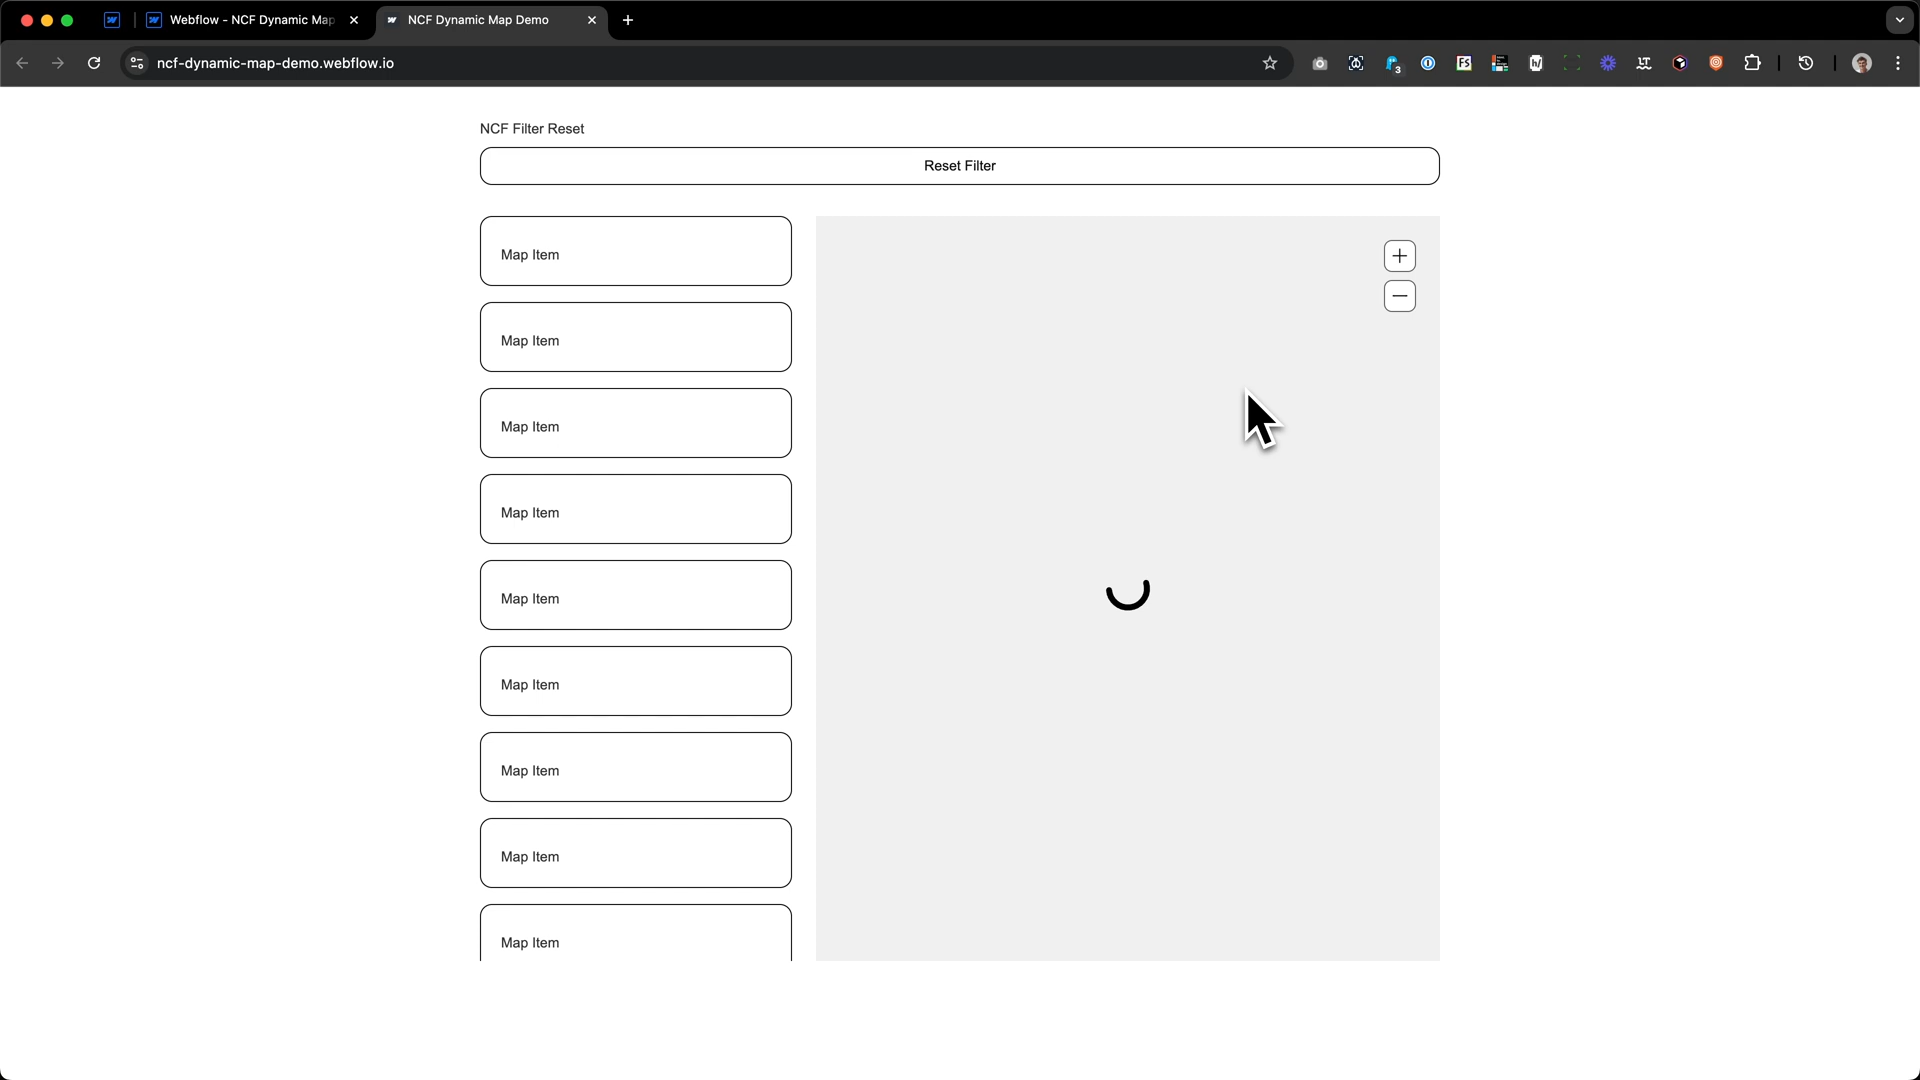 Webflow - NCF Dynamic Map
NCF Dynamic Map Demo
ncf-dynamic-map-demo.webflow.io
3
NCF Filter Reset
Reset Filter
Map Item
Map Item
Map Item
Map Item
Map Item
Map Item
Map Item
Map Item
Map Item